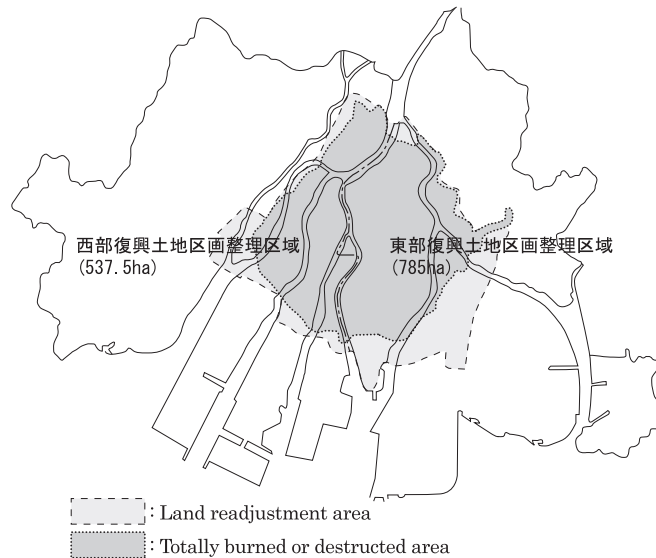 西部復興土地区画整理区域
(537.5ha)
東部復興土地区画整理区域
(785ha)
: Land readjustment area
: Totally burned or destructed area